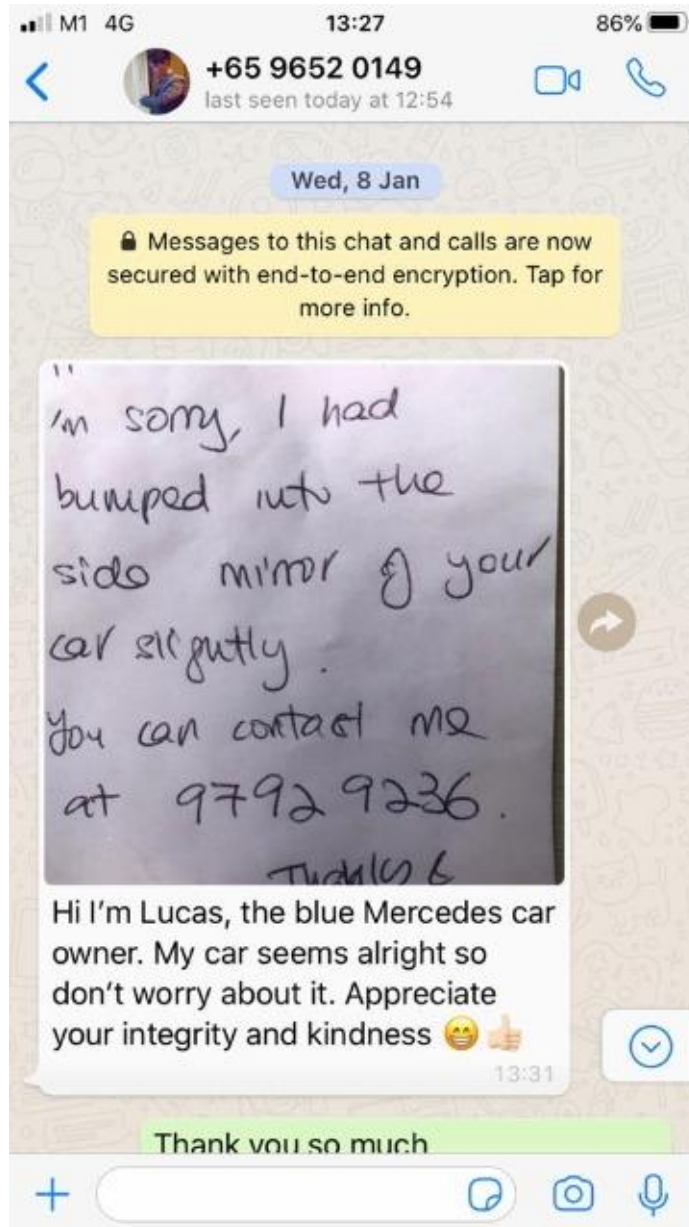 M1 4G 13:27 86%
+65 9652 0149
last seen today at 12:54
Wed, 8 Jan
Messages to this chat and calls are now
secured with end-to-end encryption. Tap for
more info.
I'm sorry, I had
bumped into the
side mirror of your
car slightly.
You can contact me
at 9792 9236.
Thanks &
Hi I'm Lucas, the blue Mercedes car
owner. My car seems alright so
don't worry about it. Appreciate
your integrity and kindness 😁👍🏻
13:31
Thank you so much